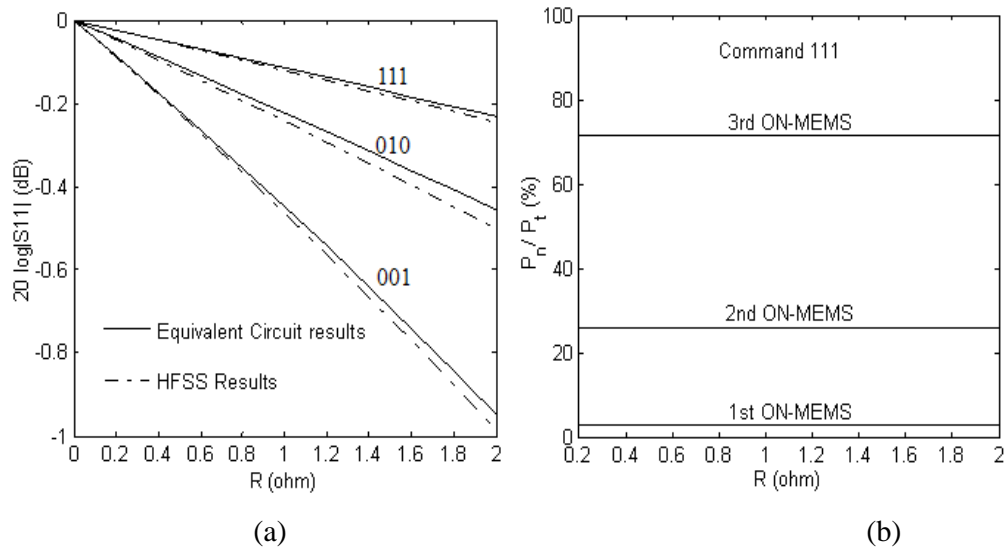 0
-0.2
-0.4
-0.6
-0.8
-1
20 log|S11| (dB)
111
010
001
Equivalent Circuit results
HFSS Results
0 0.2 0.4 0.6 0.8 1 1.2 1.4 1.6 1.8 2
R (ohm)
(a)
100
80
60
40
20
0
P_n / P_t (%)
Command 111
3rd ON-MEMS
2nd ON-MEMS
1st ON-MEMS
0.2 0.4 0.6 0.8 1 1.2 1.4 1.6 1.8 2
R (ohm)
(b)